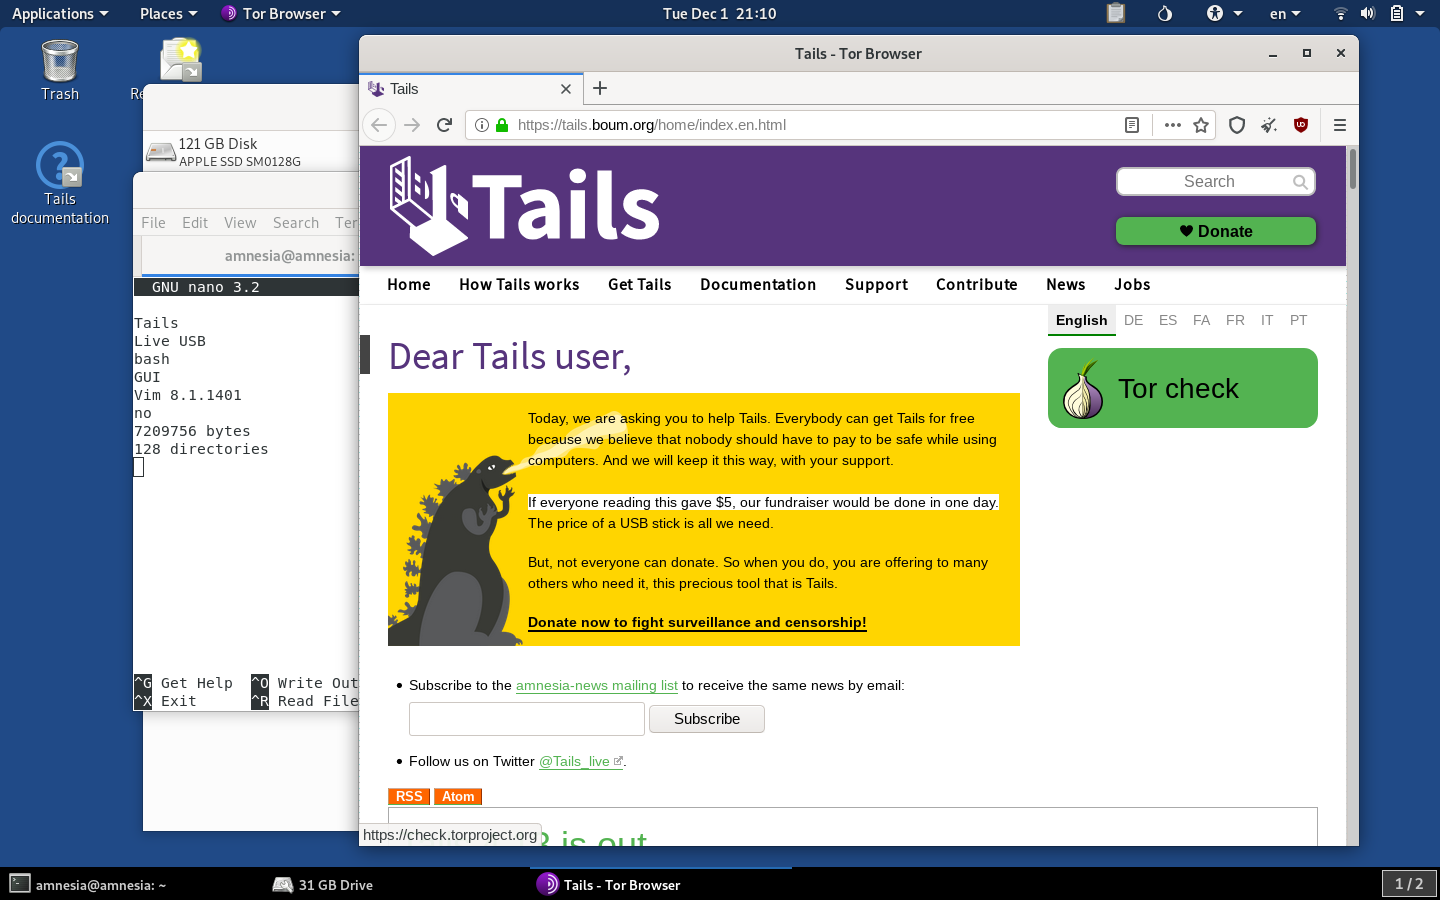 Applications Places Tor Browser Tue Dec 1 21:10 en
Trash
Tails
documentation
121 GB Disk
APPLE SSD SM0128G
File Edit View Search
amnesia@amnesia:
GNU nano 3.2
Tails
Live USB
bash
GUI
Vim 8.1.1401
no
7209756 bytes
128 directories
^G Get Help ^O Write Out
^X Exit ^R Read File
Tails - Tor Browser
Tails
https://tails.boum.org/home/index.en.html
Tails
Search
Donate
Home How Tails works Get Tails Documentation Support Contribute News Jobs
English DE ES FA FR IT PT
Dear Tails user,
Tor check
Today, we are asking you to help Tails. Everybody can get Tails for free
because we believe that nobody should have to pay to be safe while using
computers. And we will keep it this way, with your support.
If everyone reading this gave $5, our fundraiser would be done in one day.
The price of a USB stick is all we need.
But, not everyone can donate. So when you do, you are offering to many
others who need it, this precious tool that is Tails.
Donate now to fight surveillance and censorship!
• Subscribe to the amnesia-news mailing list to receive the same news by email:
Subscribe
• Follow us on Twitter @Tails_live.
RSS Atom
is out
https://check.torproject.org
amnesia@amnesia: ~ 31 GB Drive Tails - Tor Browser 1 / 2